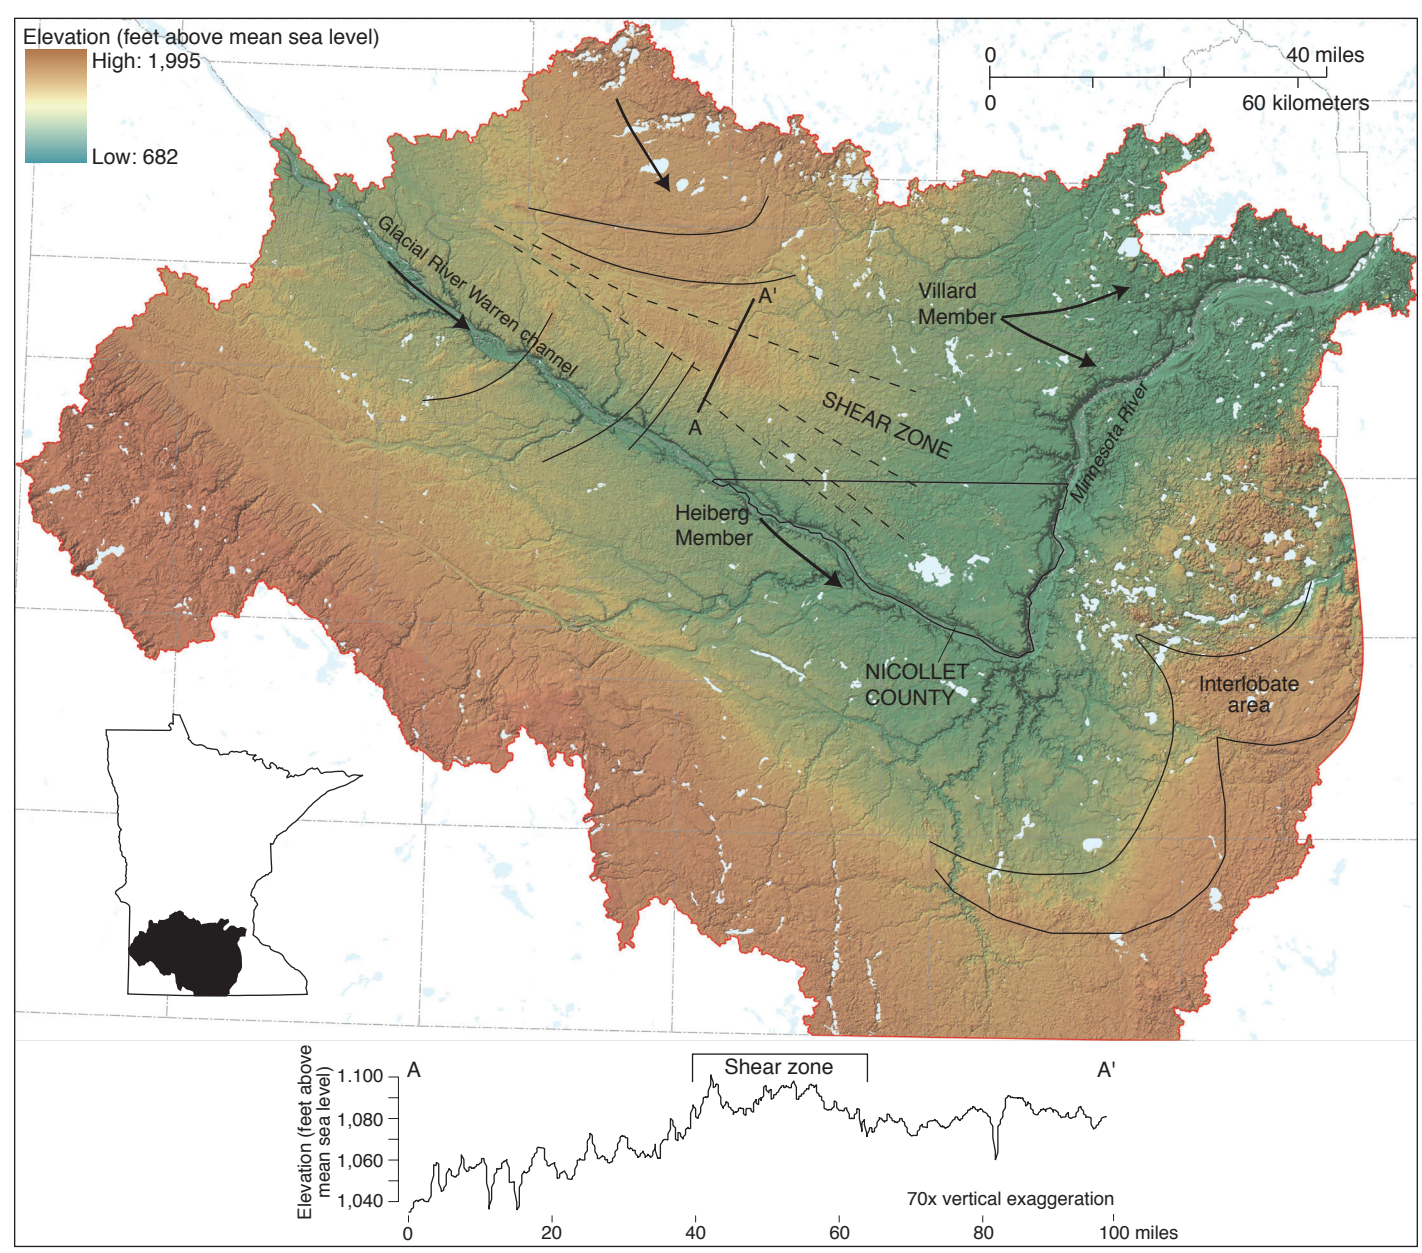 Elevation (feet above mean sea level)
High: 1,995
Low: 682
0 40 miles
0 60 kilometers
Glacial River Warren channel
A'
A
SHEAR ZONE
Villard
Member
Minnesota River
Heiberg
Member
NICOLLET
COUNTY
Interlobate
area
Elevation (feet above
mean sea level)
1.100
1,080
1,060
1,040
A
Shear zone
A'
70x vertical exaggeration
0 20 40 60 80 100 miles